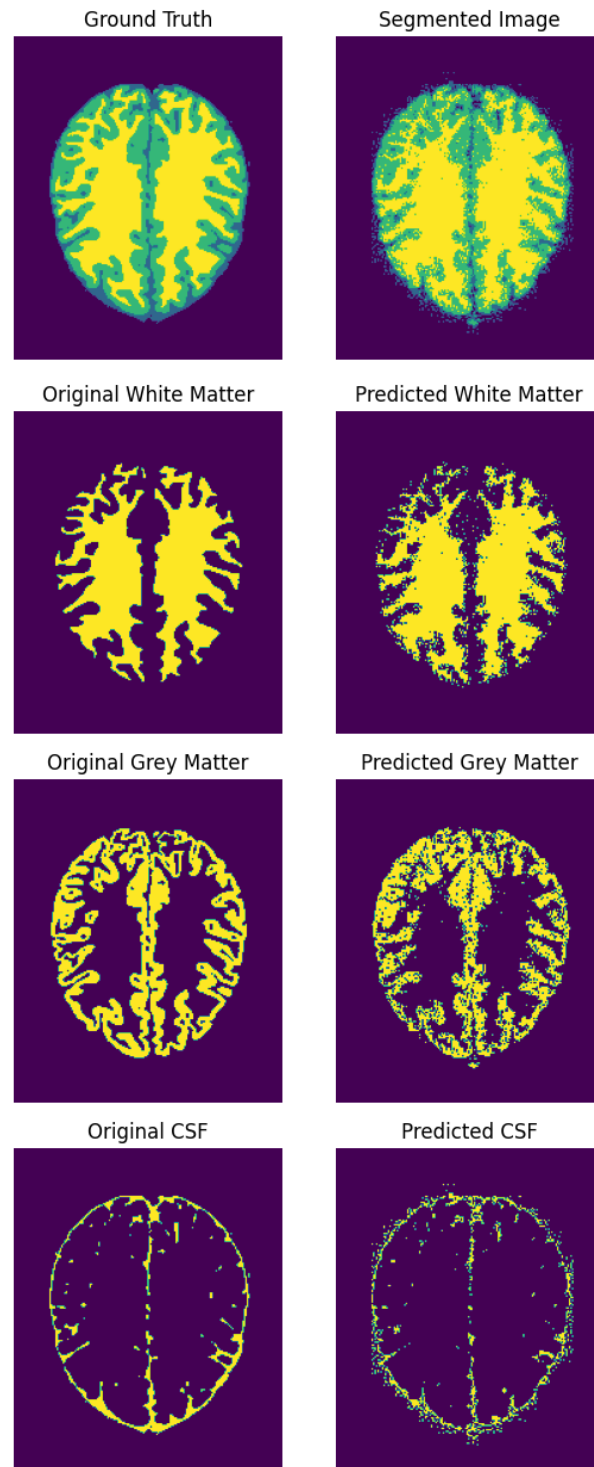 Ground Truth
Segmented Image
Original White Matter
Predicted White Matter
Original Grey Matter
Predicted Grey Matter
Original CSF
Predicted CSF